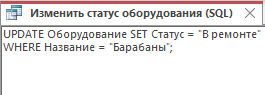 Изменить статус оборудования (SQL)
UPDATE Оборудование SET Статус = "В ремонте"
WHERE Название = "Барабаны";